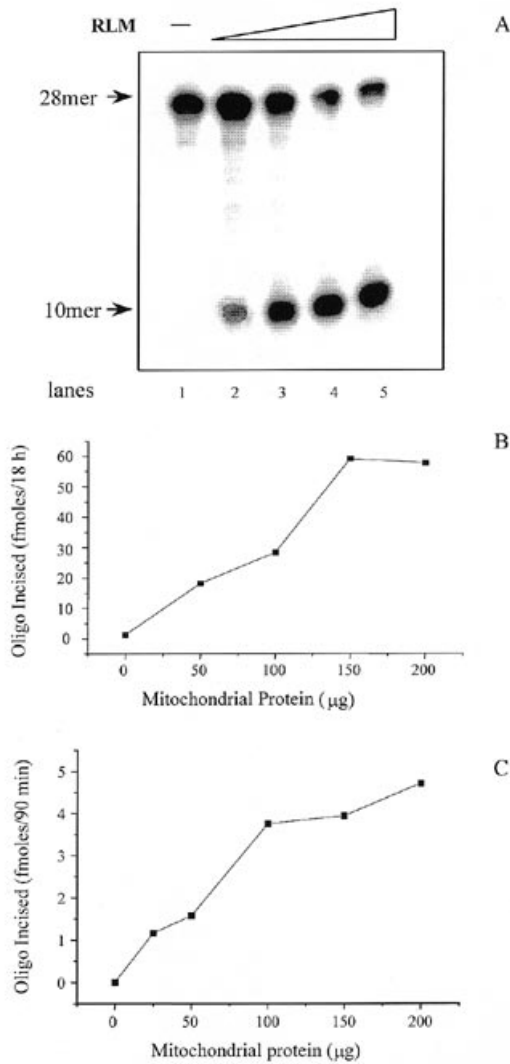 RLM — A
28mer
10mer
lanes 1 2 3 4 5
B
Oligo Incised (fmoles/18 h)
60
50
40
30
20
10
0
0 50 100 150 200
Mitochondrial Protein (μg)
C
Oligo Incised (fmoles/90 min)
5
4
3
2
1
0
0 50 100 150 200
Mitochondrial protein (μg)